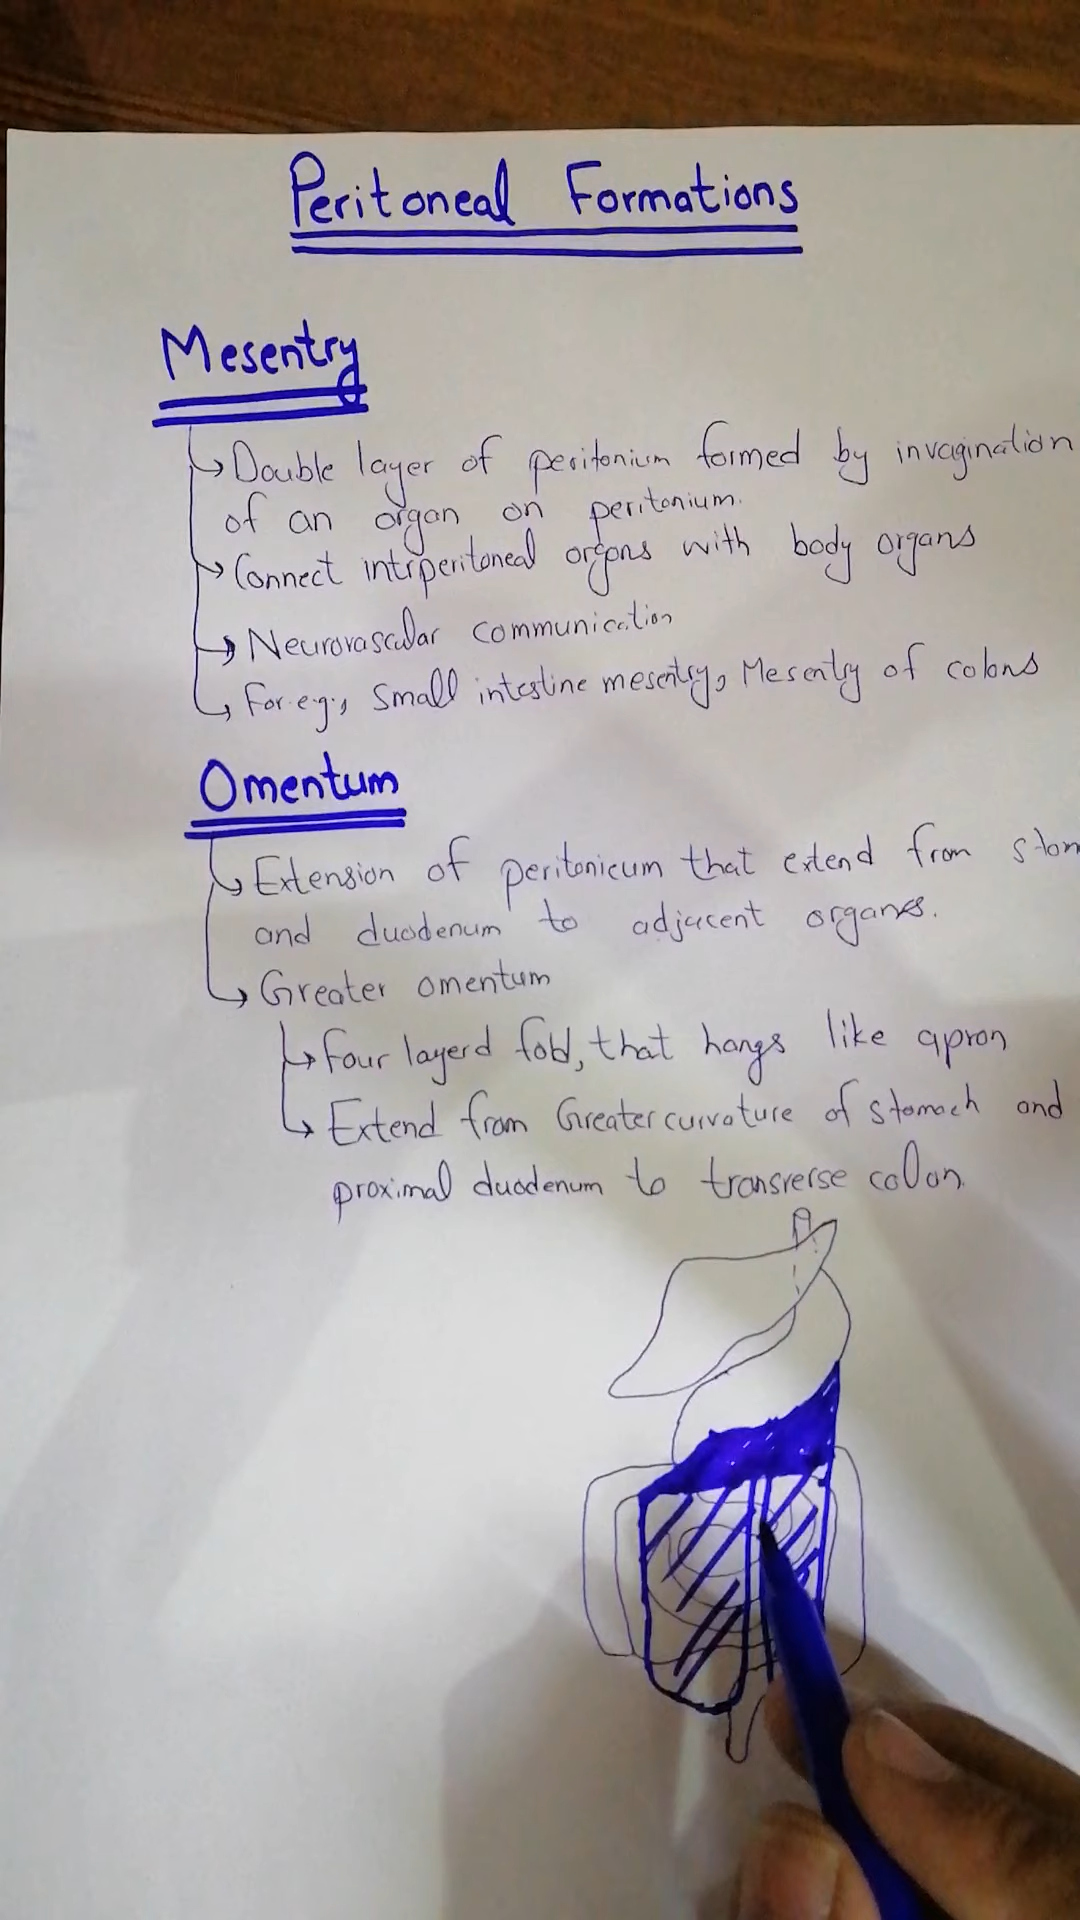 Peritoneal Formations
Mesentry
Double layer of peritonium formed by invagination
of an organ on peritonium.
Connect intrperitoneal organs with body organs
Neurovascular communication
For e.g., Small intestine mesentry, Mesentry of colons
Omentum
Extension of peritonicum that extend from stom
and duodenum to adjacent organes.
Greater omentum
Four layerd fold, that hangs like apron
Extend from Greater curvature of stomach and
proximal duodenum to transverse colon.